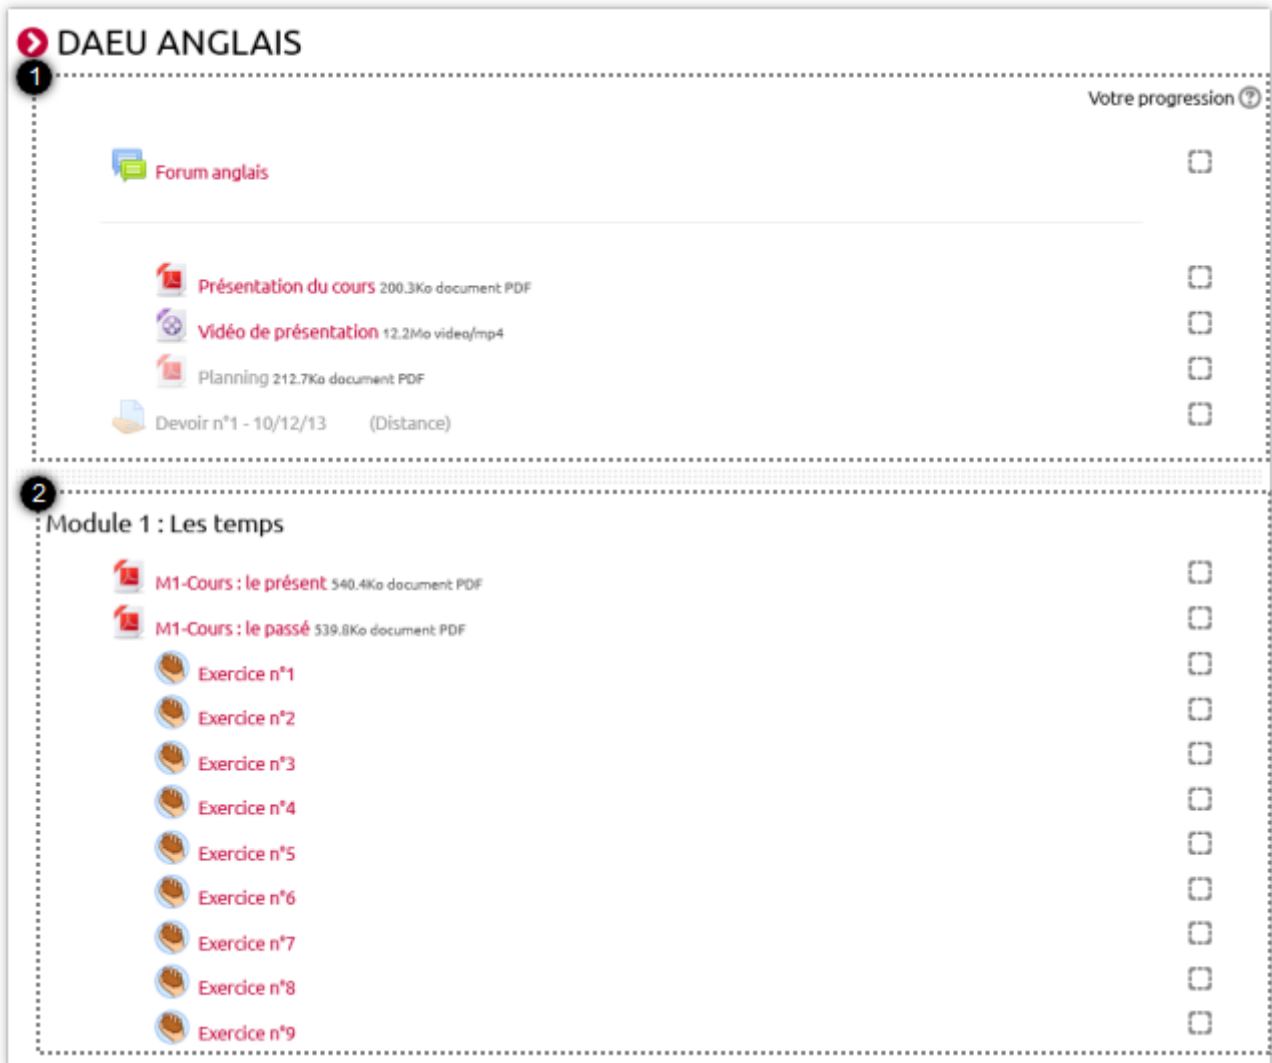 DAEU ANGLAIS
1
Votre progression ?
Forum anglais
Présentation du cours 200.3Ko document PDF
Vidéo de présentation 12.2Mo video/mp4
Planning 212.7Ko document PDF
Devoir n°1 - 10/12/13 (Distance)
2
Module 1 : Les temps
M1-Cours : le présent 540.4Ko document PDF
M1-Cours : le passé 539.8Ko document PDF
Exercice n°1
Exercice n°2
Exercice n°3
Exercice n°4
Exercice n°5
Exercice n°6
Exercice n°7
Exercice n°8
Exercice n°9